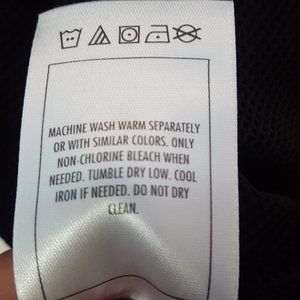 MACHINE WASH WARM SEPARATELY
OR WITH SIMILAR COLORS. ONLY
NON-CHLORINE BLEACH WHEN
NEEDED. TUMBLE DRY LOW. COOL
IRON IF NEEDED. DO NOT DRY
CLEAN.